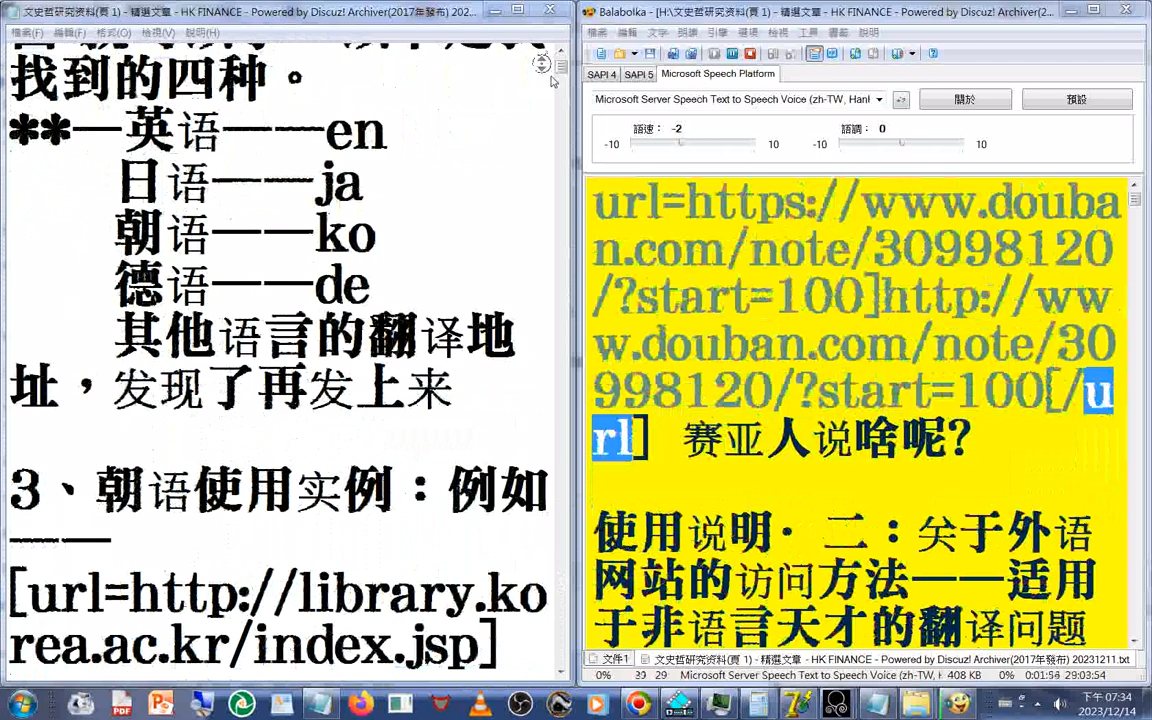 文史哲研究资料(頁 1) - 精選文章 - HK FINANCE - Powered by Discuz! Archiver(2017年發布) 202...
檔案(F) 編輯(E) 格式(O) 檢視(V) 說明(H)
找到的四种。
**—英语———en
日语———ja
朝语———ko
德语———de
其他语言的翻译地
址，发现了再发上来
3、朝语使用实例：例如
——
[url=http://library.ko
rea.ac.kr/index.jsp]
Balabolka - [H:\文史哲研究资料(頁 1) - 精選文章 - HK FINANCE - Powered by Discuz! Archiver(2...
檔案 編輯 文字 朗讀 引擎 選項 檢視 工具 書籤 說明
SAPI 4 SAPI 5 Microsoft Speech Platform
Microsoft Server Speech Text to Speech Voice (zh-TW, Hanl
關於
預設
語速： -2
語調： 0
-10 10 -10 10
url=https://www.douba
n.com/note/30998120
/?start=100]http://ww
w.douban.com/note/30
998120/?start=100[/u
rl] 赛亚人说啥呢?
使用说明· 二：关于外语
网站的访问方法——适用
于非语言天才的翻译问题
文件1 文史哲研究资料(頁 1) - 精選文章 - HK FINANCE - Powered by Discuz! Archiver(2017年發布) 20231211.txt
0% 29 29 Microsoft Server Speech Text to Speech Voice (zh-TW, 408 KB 0% 0:01:56 29:03:54
下午 07:34
2023/12/14